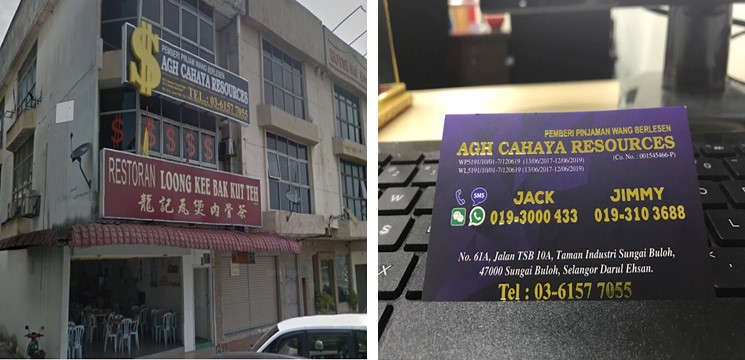 $
PEMBERI PINJAM WANG BERLESEN
AGH CAHAYA RESOURCES
TEL : 03-6157 7055
$ $ $ $ $
RESTORAN LOONG KEE BAK KUT TEH
龍記瓦煲肉骨茶
PEMBERI PINJAMAN WANG BERLESEN
AGH CAHAYA RESOURCES
WP5191/10/01-7/120619 (13/06/2017-12/06/2019) (Co. No. : 001545466-P)
WL5191/10/01-7/120619 (13/06/2017-12/06/2019)
SMS
JACK JIMMY
019-3000 433 019-310 3688
No. 61A, Jalan TSB 10A, Taman Industri Sungai Buloh,
47000 Sungai Buloh, Selangor Darul Ehsan.
Tel : 03-6157 7055
X